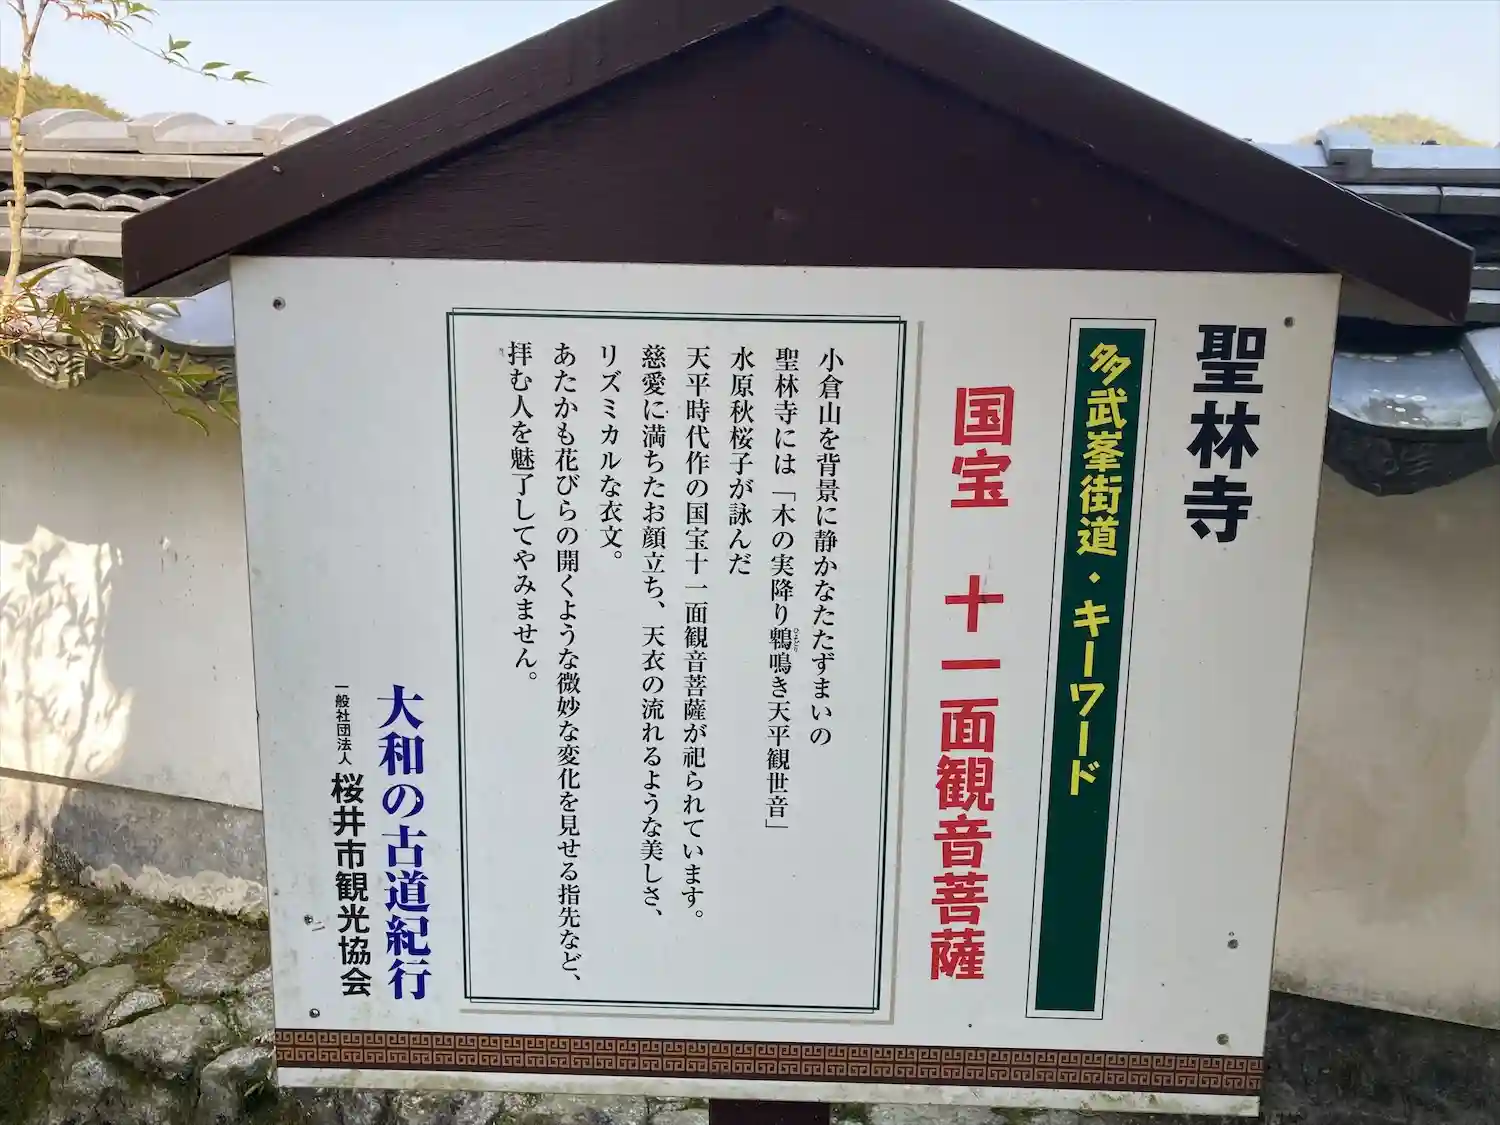 聖林寺
多武峯街道・キーワード
国宝 十一面観音菩薩
小倉山を背景に静かなたたずまいの
聖林寺には「木の実降り鵯鳴き天平観世音」
ひよどり
水原秋桜子が詠んだ
天平時代作の国宝十一面観音菩薩が祀られています。
慈愛に満ちたお顔立ち、天衣の流れるような美しさ、
リズミカルな衣文。
あたかも花びらの開くような微妙な変化を見せる指先など、
拝む人を魅了してやみません。
大和の古道紀行
一般社団法人 桜井市観光協会